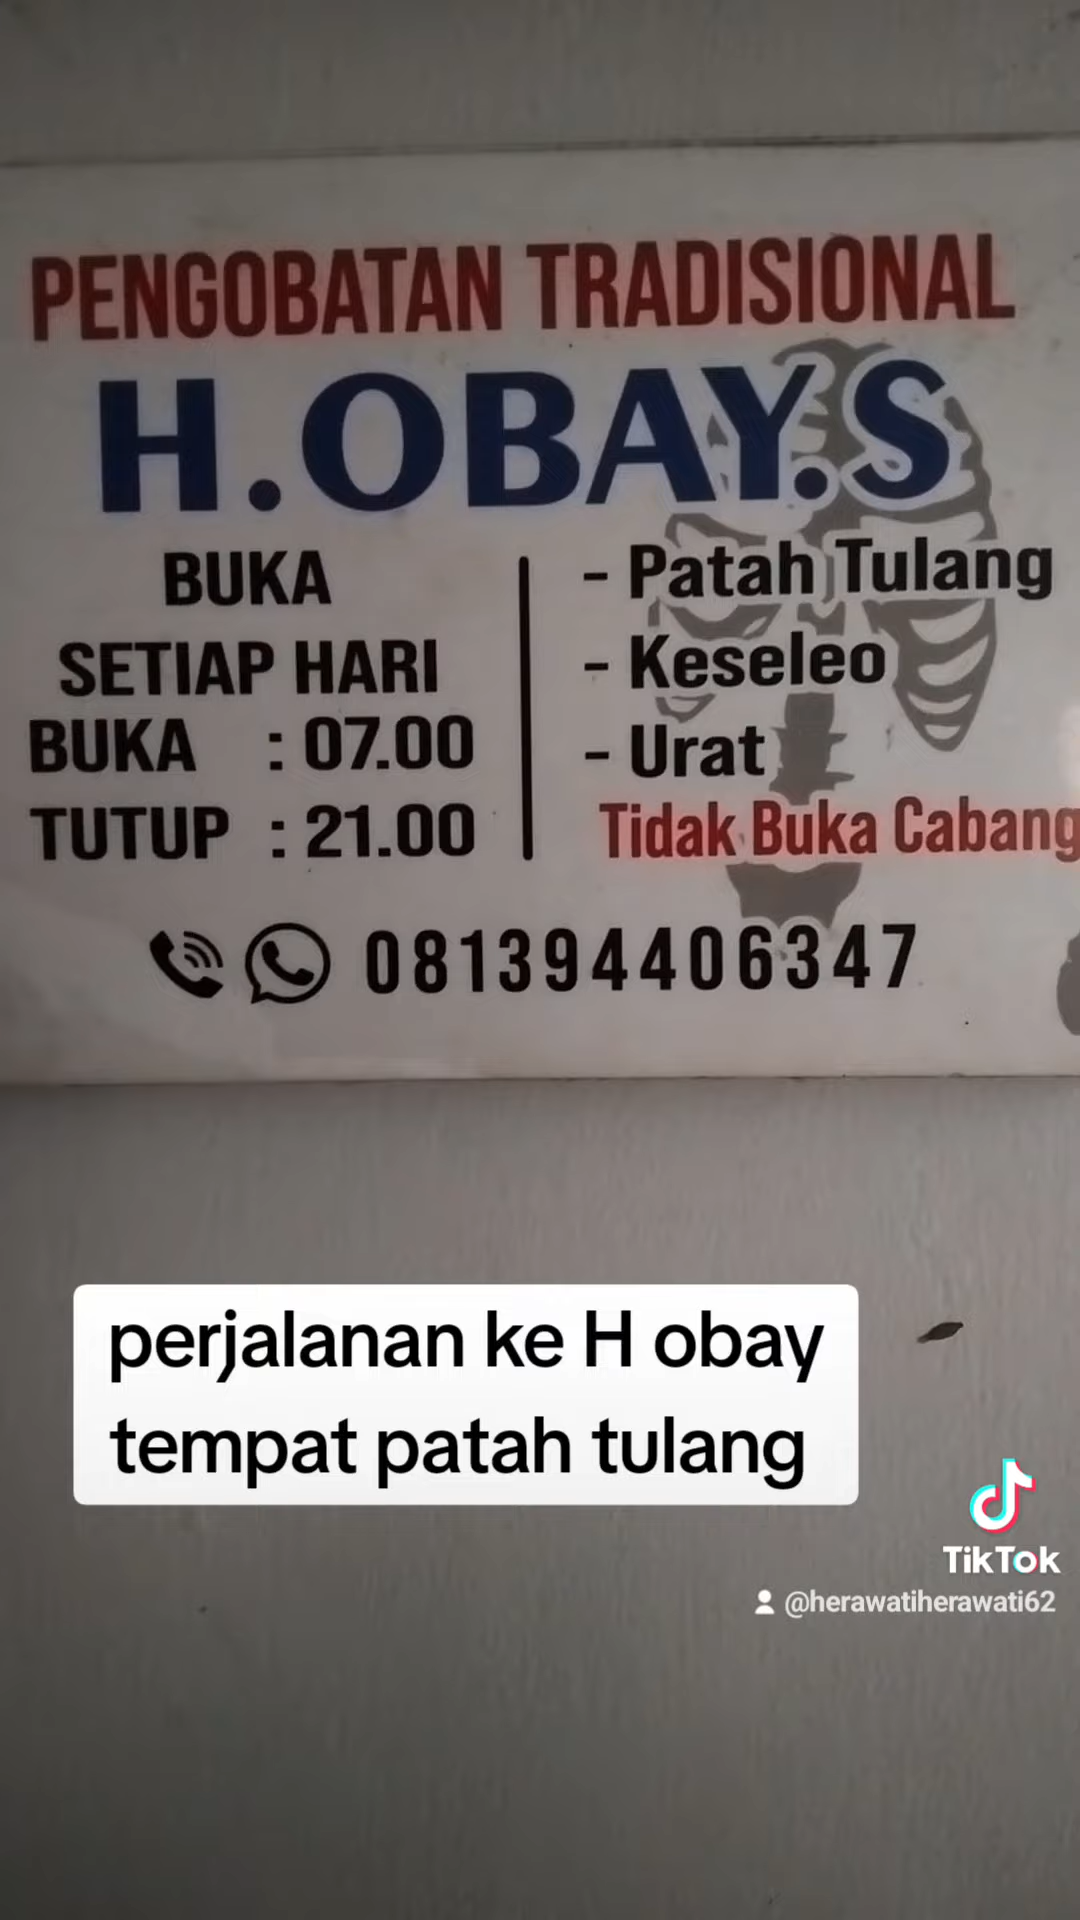 PENGOBATAN TRADISIONAL
H.OBAY.S
BUKA
SETIAP HARI
BUKA : 07.00
TUTUP : 21.00
- Patah Tulang
- Keseleo
- Urat
Tidak Buka Cabang
081394406347
perjalanan ke H obay
tempat patah tulang
TikTok
@herawatiherawati62